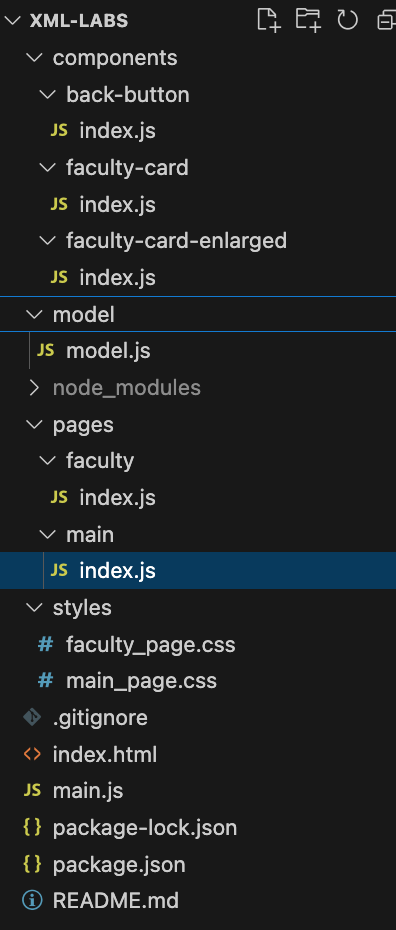 XML-LABS
components
back-button
JS index.js
faculty-card
JS index.js
faculty-card-enlarged
JS index.js
model
JS model.js
node_modules
pages
faculty
JS index.js
main
JS index.js
styles
# faculty_page.css
# main_page.css
.gitignore
<> index.html
JS main.js
{} package-lock.json
{} package.json
README.md